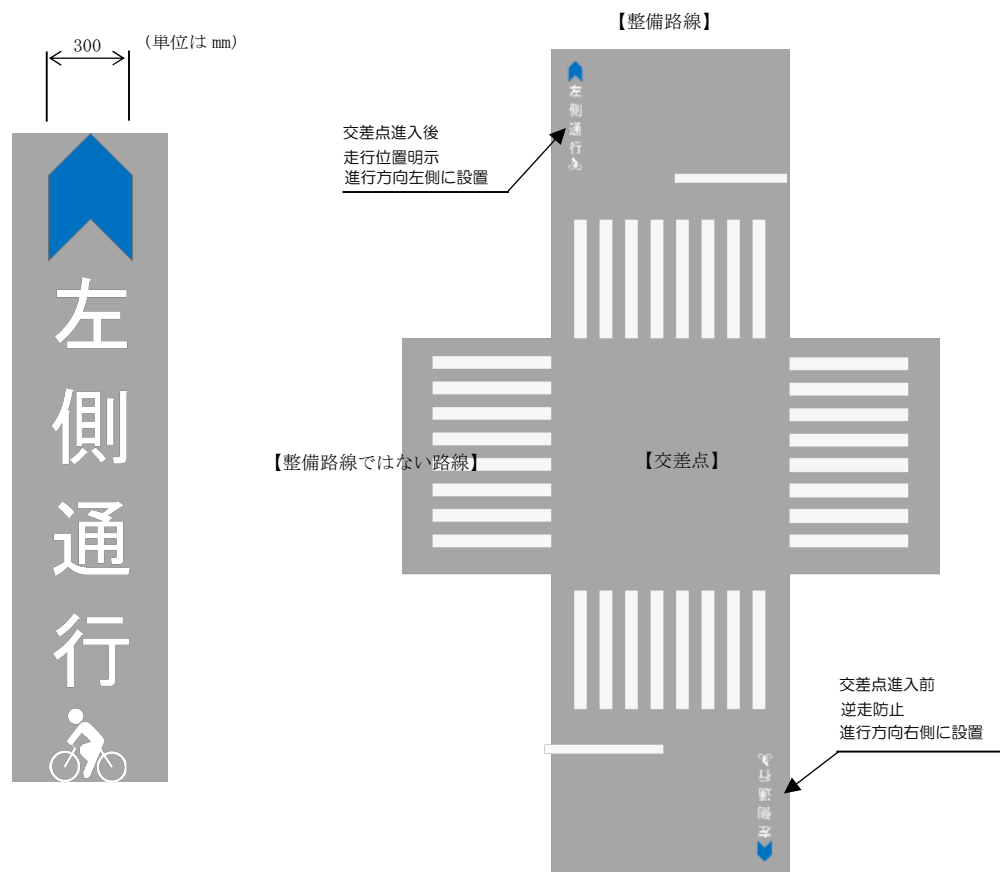 300
（単位は mm）
左
側
通
行
【整備路線】
左
側
通
行
交差点進入後
走行位置明示
進行方向左側に設置
【整備路線ではない路線】
【交差点】
交差点進入前
逆走防止
進行方向右側に設置
左
側
通
行